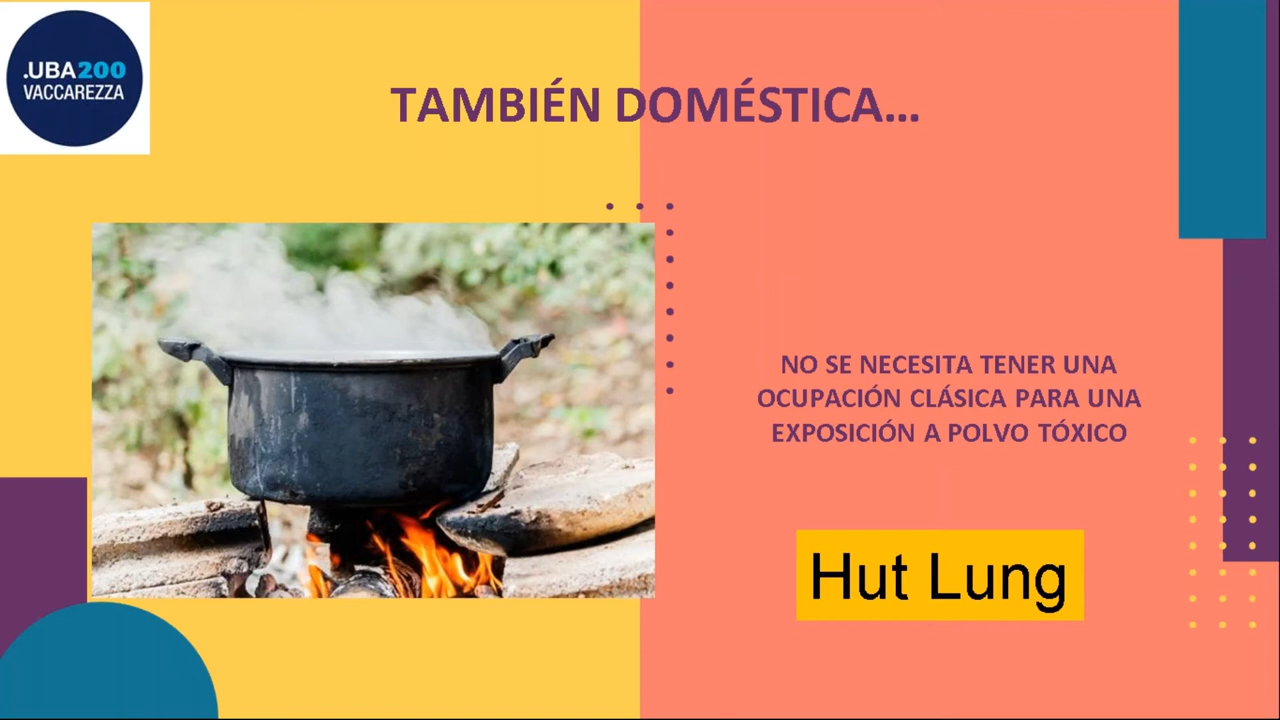 .UBA200
VACCAREZZA
TAMBIÉN DOMÉSTICA...
NO SE NECESITA TENER UNA
OCUPACIÓN CLÁSICA PARA UNA
EXPOSICIÓN A POLVO TÓXICO
Hut Lung